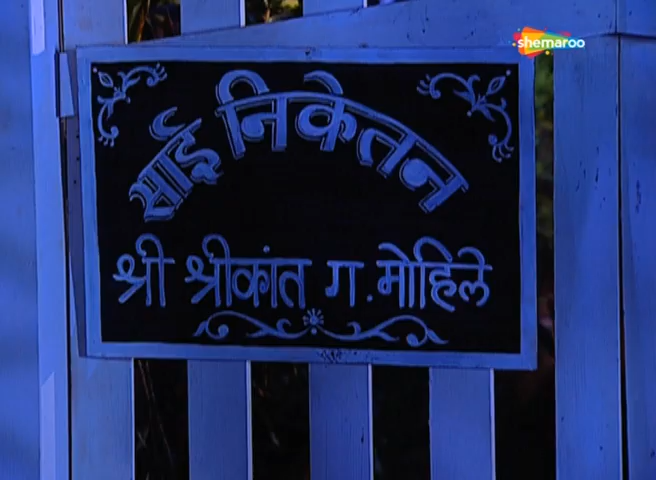 shemaroo
साई निकेतन
श्री श्रीकांत ग. मोहिले